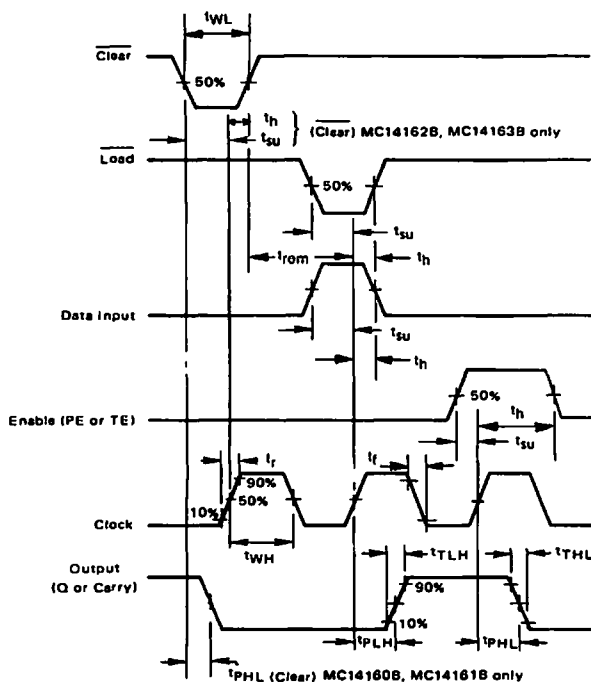 tWL
Clear
50%
th
tsu
} (Clear) MC14162B, MC14163B only
Load
50%
tsu
trem
th
Data Input
tsu
th
50%
th
Enable (PE or TE)
tsu
tr
tf
90%
50%
10%
Clock
tWH
tTLH
tTHL
Output
(Q or Carry)
90%
10%
tPLH
tPHL
tPHL (Clear) MC14160B, MC14161B only